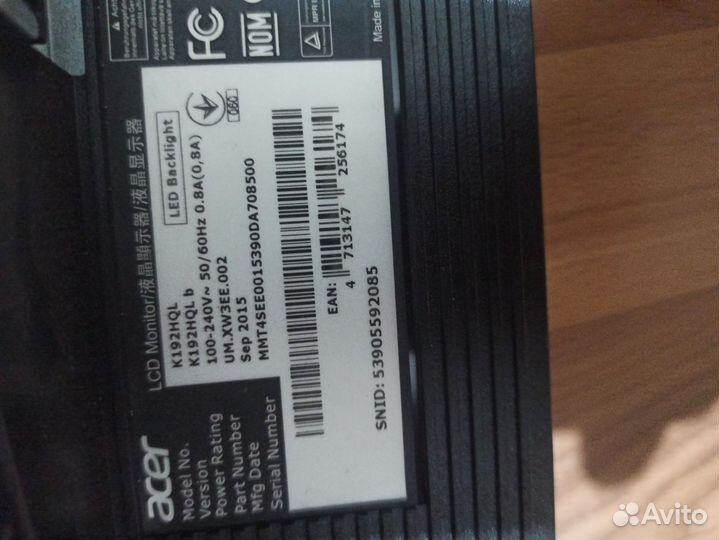 acer
LCD Monitor/液晶顯示器/液晶显示器
Model No. K192HQL
Version K192HQL b
Power Rating 100-240V~ 50/60Hz 0.8A(0,8A)
Part Number UM.XW3EE.002
Mfg Date Sep 2015
Serial Number MMT4SEE0015390DA708500
LED Backlight
060
EAN:
4 713147 256174
SNID: 53905592085
FC
NOM
MPR
Made in
Avito